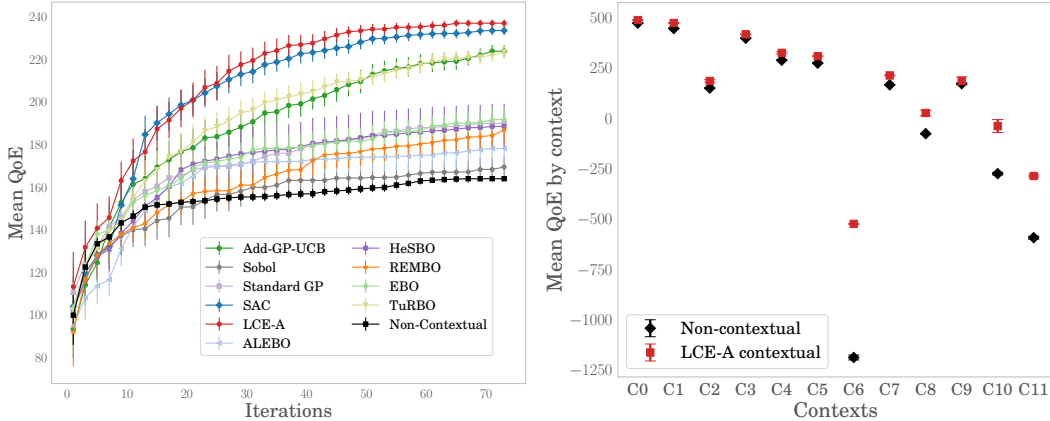 Mean QoE
240
220
200
180
160
140
120
100
80
0
10
20
30
40
50
60
70
Iterations
Add-GP-UCB
Sobol
Standard GP
SAC
LCE-A
ALEBO
HeSBO
REMBO
EBO
TuRBO
Non-Contextual
Mean QoE by context
500
250
0
−250
−500
−750
−1000
−1250
C0 C1 C2 C3 C4 C5 C6 C7 C8 C9 C10 C11
Contexts
Non-contextual
LCE-A contextual